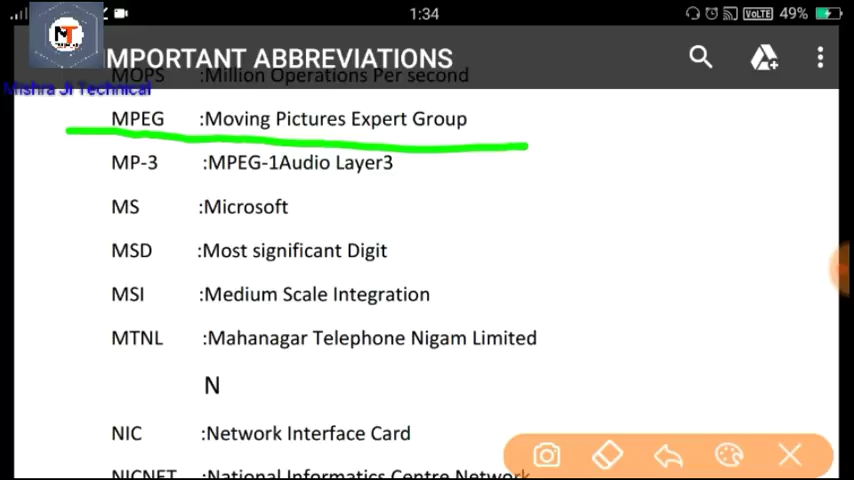 1:34
VoLTE 49%
MT
IMPORTANT ABBREVIATIONS
Mishra Ji Technical
MOPS :Million Operations Per second
MPEG :Moving Pictures Expert Group
MP-3 :MPEG-1Audio Layer3
MS :Microsoft
MSD :Most significant Digit
MSI :Medium Scale Integration
MTNL :Mahanagar Telephone Nigam Limited
N
NIC :Network Interface Card
NICNET :National Informatics Centre Network